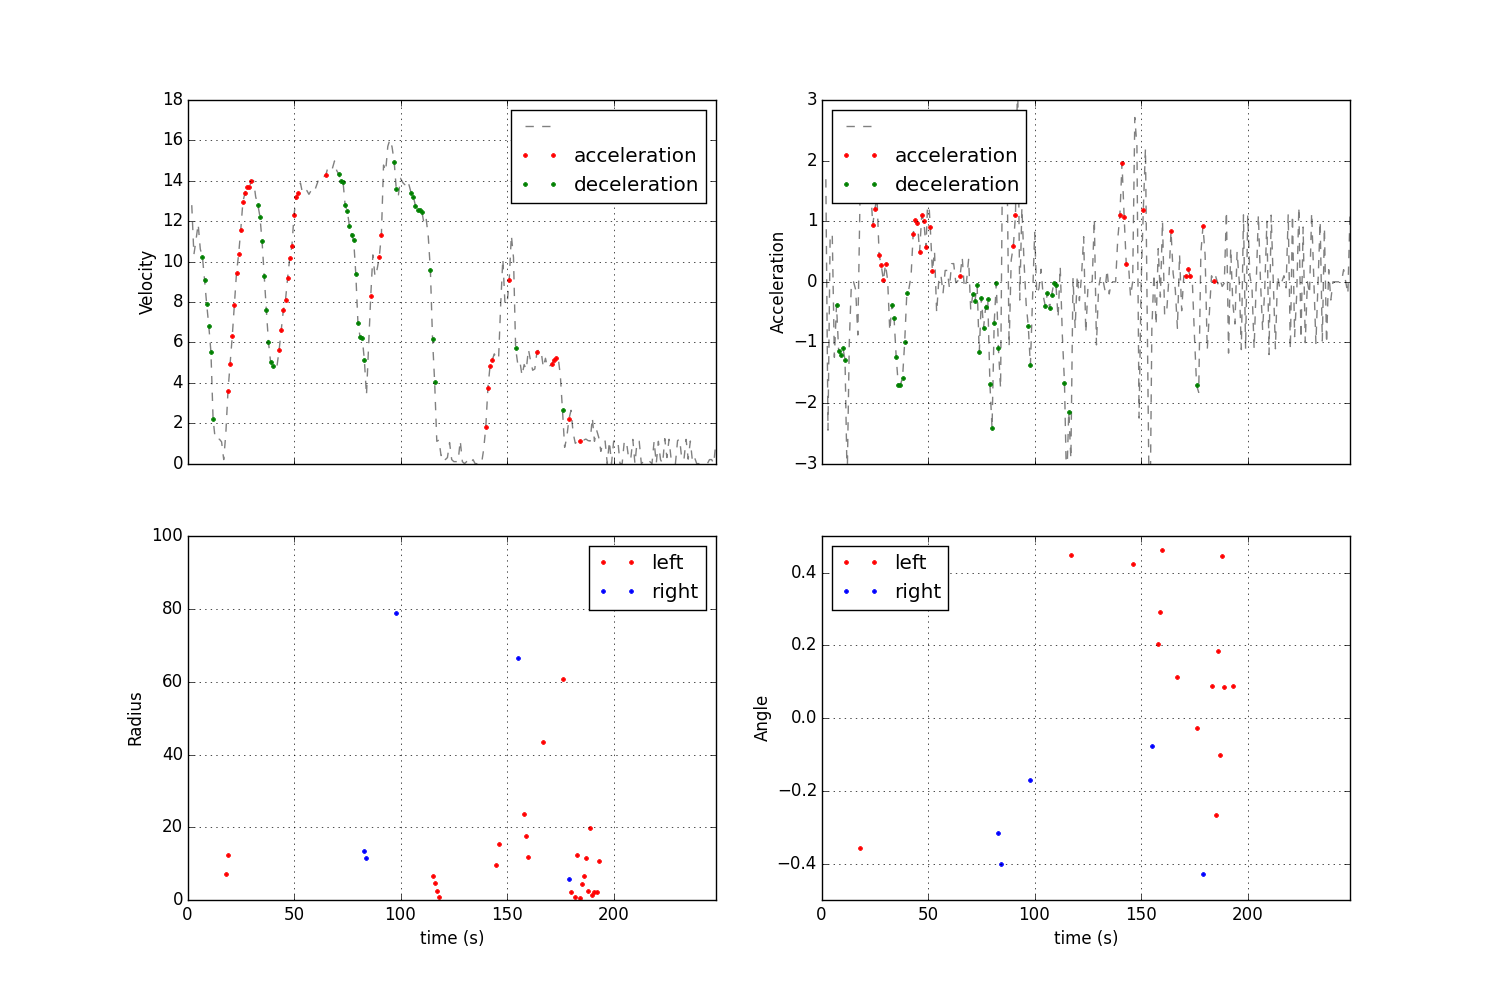 18
16
14
12
10
8
6
4
2
0
Velocity
acceleration
deceleration
3
2
1
0
−1
−2
−3
Acceleration
acceleration
deceleration
100
80
60
40
20
0
Radius
left
right
0 50 100 150 200
time (s)
0.4
0.2
0.0
−0.2
−0.4
Angle
left
right
0 50 100 150 200
time (s)